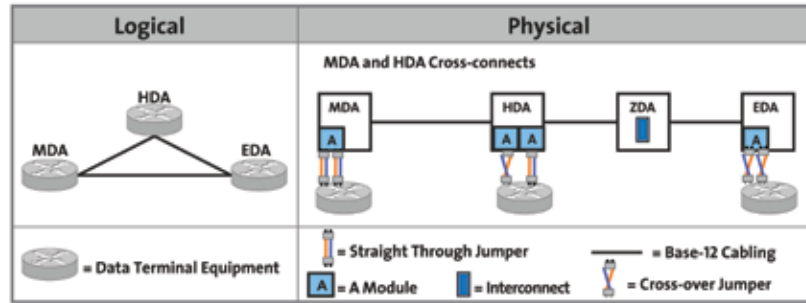 Logical
Physical
HDA
MDA
EDA
MDA and HDA Cross-connects
MDA
HDA
ZDA
EDA
A
A
A
A
= Data Terminal Equipment
= Straight Through Jumper
= Base-12 Cabling
A
= A Module
= Interconnect
= Cross-over Jumper